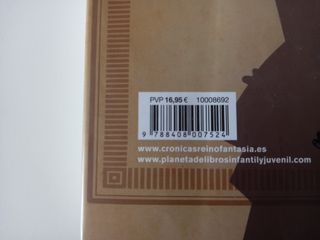 PVP 16,95 € 10008692
9 788408 007524
www.cronicasreinofantasia.es
www.planetadelibrosinfantilyjuvenil.com